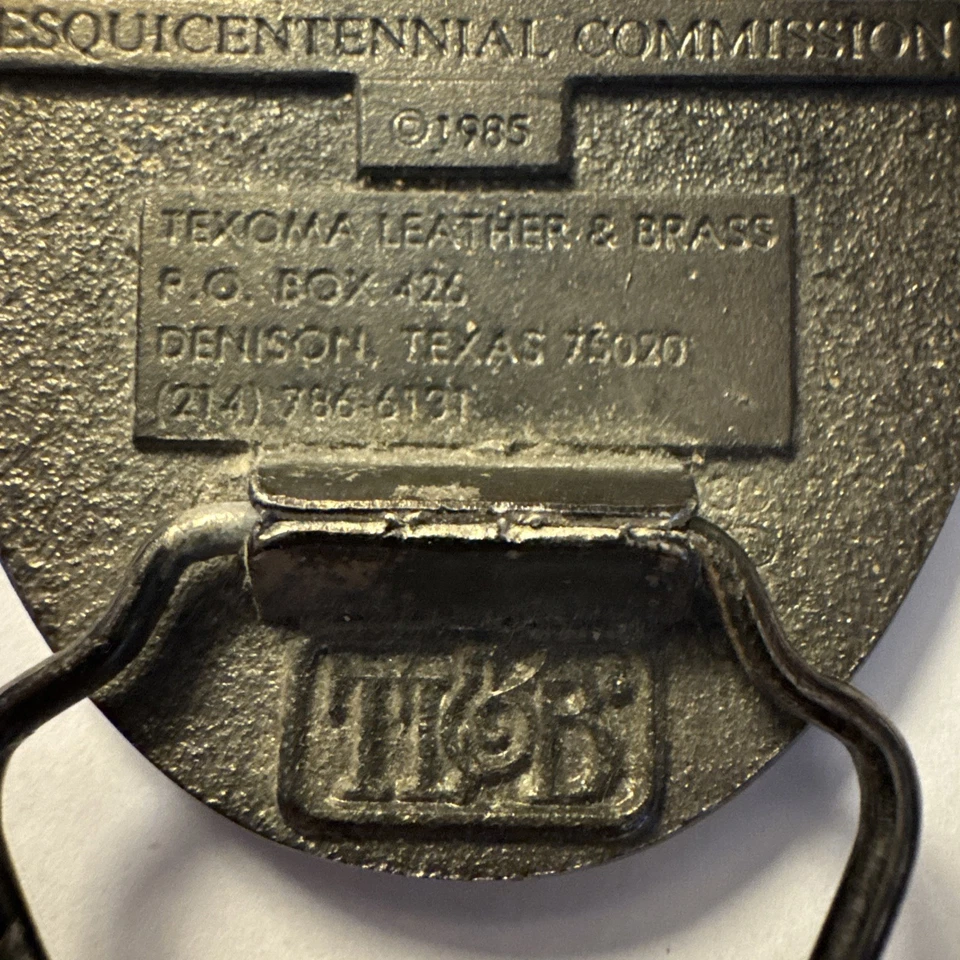 ESQUICENTENNIAL COMMISSION
©1985
TEXOMA LEATHER & BRASS
P.O. BOX 426
DENISON, TEXAS 75020
(214) 786-6131
TL&B